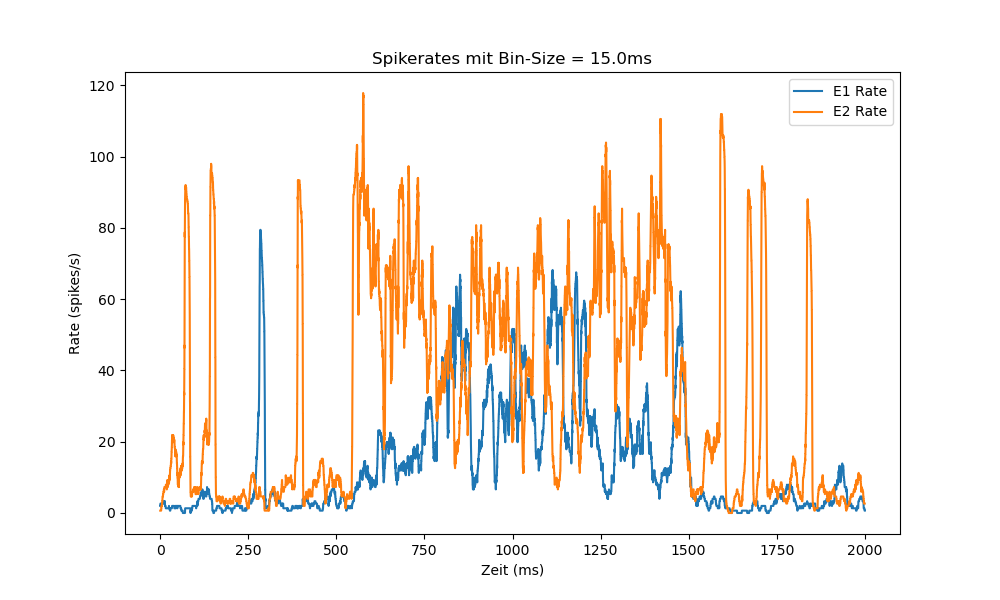 Spikerates mit Bin-Size = 15.0ms
E1 Rate
E2 Rate
120
100
80
60
40
20
0
Rate (spikes/s)
0 250 500 750 1000 1250 1500 1750 2000
Zeit (ms)